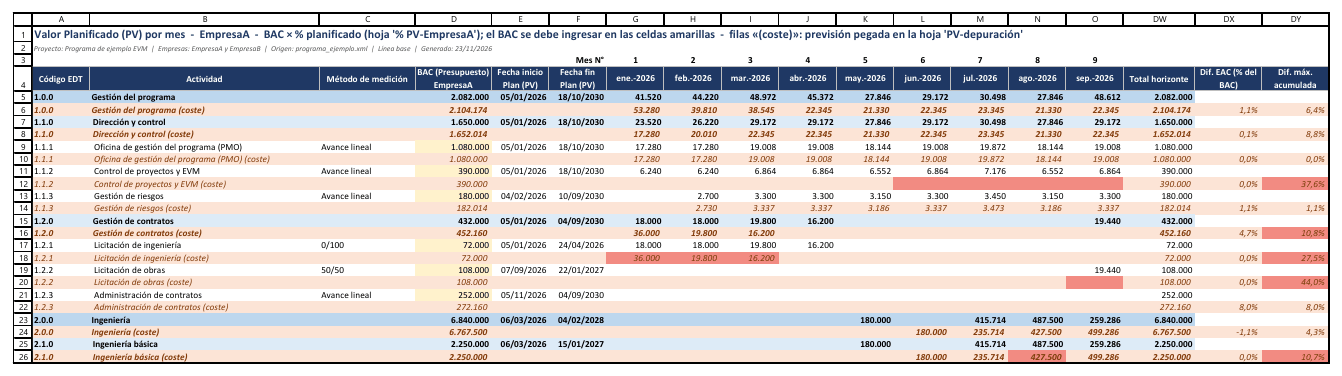 A B C D E F G H I J K L M N O DW DX DY
1 Valor Planificado (PV) por mes - EmpresaA - BAC × % planificado (hoja '% PV-EmpresaA'); el BAC se debe ingresar en las celdas amarillas - filas «(coste)»: previsión pegada en la hoja 'PV-depuración'
2 Proyecto: Programa de ejemplo EVM | Empresas: EmpresaA y EmpresaB | Origen: programa_ejemplo.xml | Línea base | Generado: 23/11/2026
3 Mes Nº 1 2 3 4 5 6 7 8 9
4 Código EDT Actividad Método de medición BAC (Presupuesto) EmpresaA Fecha inicio Plan (PV) Fecha fin Plan (PV) ene.-2026 feb.-2026 mar.-2026 abr.-2026 may.-2026 jun.-2026 jul.-2026 ago.-2026 sep.-2026 Total horizonte Dif. EAC (% del BAC) Dif. máx. acumulada
5 1.0.0 Gestión del programa 2.082.000 05/01/2026 18/10/2030 41.520 44.220 48.972 45.372 27.846 29.172 30.498 27.846 48.612 2.082.000
6 1.0.0 Gestión del programa (coste) 2.104.174 53.280 39.810 38.545 22.345 21.330 22.345 23.345 21.330 22.345 2.104.174 1,1% 6,4%
7 1.1.0 Dirección y control 1.650.000 05/01/2026 18/10/2030 23.520 26.220 29.172 29.172 27.846 29.172 30.498 27.846 29.172 1.650.000
8 1.1.0 Dirección y control (coste) 1.652.014 17.280 20.010 22.345 22.345 21.330 22.345 23.345 21.330 22.345 1.652.014 0,1% 8,8%
9 1.1.1 Oficina de gestión del programa (PMO) Avance lineal 1.080.000 05/01/2026 18/10/2030 17.280 17.280 19.008 19.008 18.144 19.008 19.872 18.144 19.008 1.080.000
10 1.1.1 Oficina de gestión del programa (PMO) (coste) 1.080.000 17.280 17.280 19.008 19.008 18.144 19.008 19.872 18.144 19.008 1.080.000 0,0% 0,0%
11 1.1.2 Control de proyectos y EVM Avance lineal 390.000 05/01/2026 18/10/2030 6.240 6.240 6.864 6.864 6.552 6.864 7.176 6.552 6.864 390.000
12 1.1.2 Control de proyectos y EVM (coste) 390.000 390.000 0,0% 37,6%
13 1.1.3 Gestión de riesgos Avance lineal 180.000 04/02/2026 10/09/2030 2.700 3.300 3.300 3.150 3.300 3.450 3.150 3.300 180.000
14 1.1.3 Gestión de riesgos (coste) 182.014 2.730 3.337 3.337 3.186 3.337 3.473 3.186 3.337 182.014 1,1% 1,1%
15 1.2.0 Gestión de contratos 432.000 05/01/2026 04/09/2030 18.000 18.000 19.800 16.200 19.440 432.000
16 1.2.0 Gestión de contratos (coste) 452.160 36.000 19.800 16.200 452.160 4,7% 10,8%
17 1.2.1 Licitación de ingeniería 0/100 72.000 05/01/2026 24/04/2026 18.000 18.000 19.800 16.200 72.000
18 1.2.1 Licitación de ingeniería (coste) 72.000 36.000 19.800 16.200 72.000 0,0% 27,5%
19 1.2.2 Licitación de obras 50/50 108.000 07/09/2026 22/01/2027 19.440 108.000
20 1.2.2 Licitación de obras (coste) 108.000 108.000 0,0% 44,0%
21 1.2.3 Administración de contratos Avance lineal 252.000 05/11/2026 04/09/2030 252.000
22 1.2.3 Administración de contratos (coste) 272.160 272.160 8,0% 8,0%
23 2.0.0 Ingeniería 6.840.000 06/03/2026 04/02/2028 180.000 415.714 487.500 259.286 6.840.000
24 2.0.0 Ingeniería (coste) 6.767.500 180.000 235.714 427.500 499.286 6.767.500 -1,1% 4,3%
25 2.1.0 Ingeniería básica 2.250.000 06/03/2026 15/01/2027 180.000 415.714 487.500 259.286 2.250.000
26 2.1.0 Ingeniería básica (coste) 2.250.000 180.000 235.714 427.500 499.286 2.250.000 0,0% 10,7%